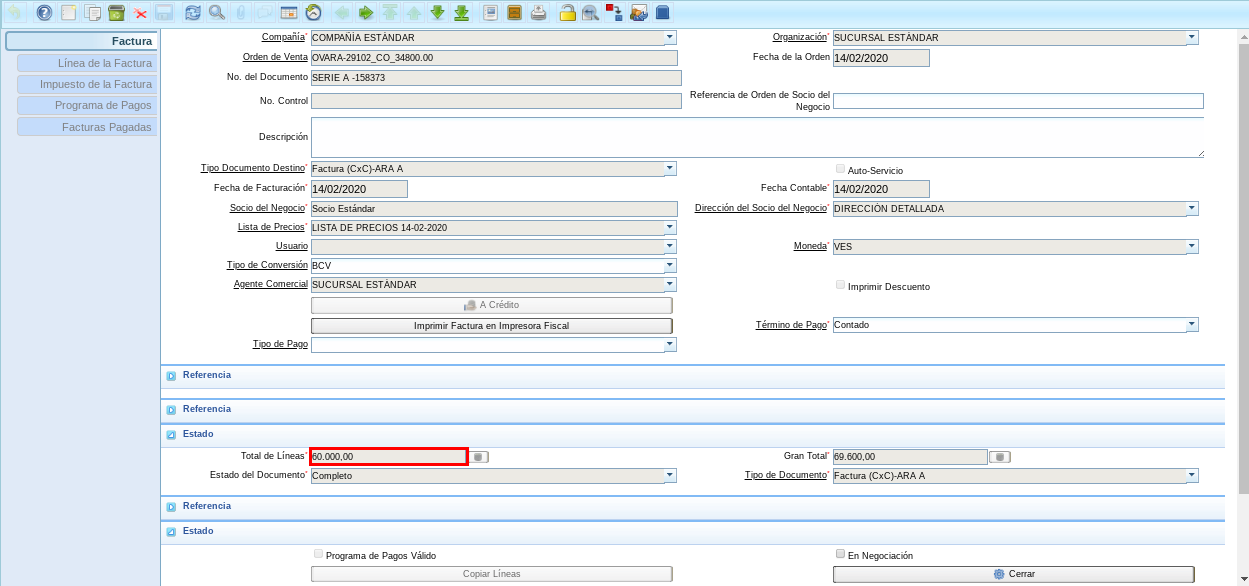 Factura
Línea de la Factura
Impuesto de la Factura
Programa de Pagos
Facturas Pagadas
Compañía* COMPAÑÍA ESTÁNDAR Organización* SUCURSAL ESTÁNDAR
Orden de Venta OVARA-29102_CO_34800.00 Fecha de la Orden 14/02/2020
No. del Documento SERIE A -158373
No. Control Referencia de Orden de Socio del
Negocio
Descripción
Tipo Documento Destino* Factura (CxC)-ARA A Auto-Servicio
Fecha de Facturación* 14/02/2020 Fecha Contable* 14/02/2020
Socio del Negocio* Socio Estándar Dirección del Socio del Negocio* DIRECCIÓN DETALLADA
Lista de Precios* LISTA DE PRECIOS 14-02-2020
Usuario Moneda* VES
Tipo de Conversión BCV
Agente Comercial SUCURSAL ESTÁNDAR Imprimir Descuento
A Crédito
Imprimir Factura en Impresora Fiscal Término de Pago* Contado
Tipo de Pago
Referencia
Referencia
Estado
Total de Líneas* 60.000,00 Gran Total* 69.600,00
Estado del Documento* Completo Tipo de Documento* Factura (CxC)-ARA A
Referencia
Estado
Programa de Pagos Válido En Negociación
Copiar Líneas Cerrar